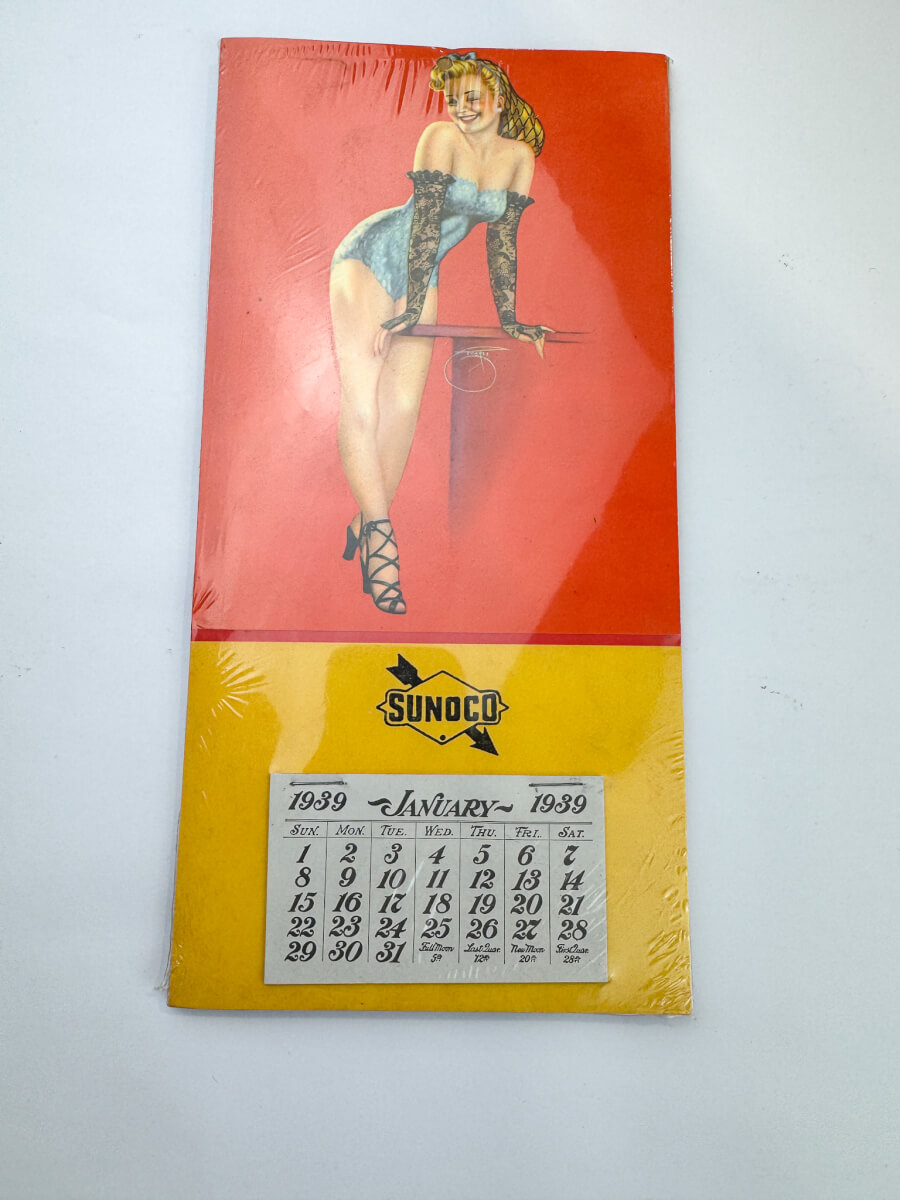 SUNOCO
1939 JANUARY 1939
SUN. MON. TUE. WED. THU. FRI. SAT.
1 2 3 4 5 6 7
8 9 10 11 12 13 14
15 16 17 18 19 20 21
22 23 24 25 26 27 28
29 30 31 Full Moon 5th Last Quar. 12th New Moon 20th First Quar. 28th